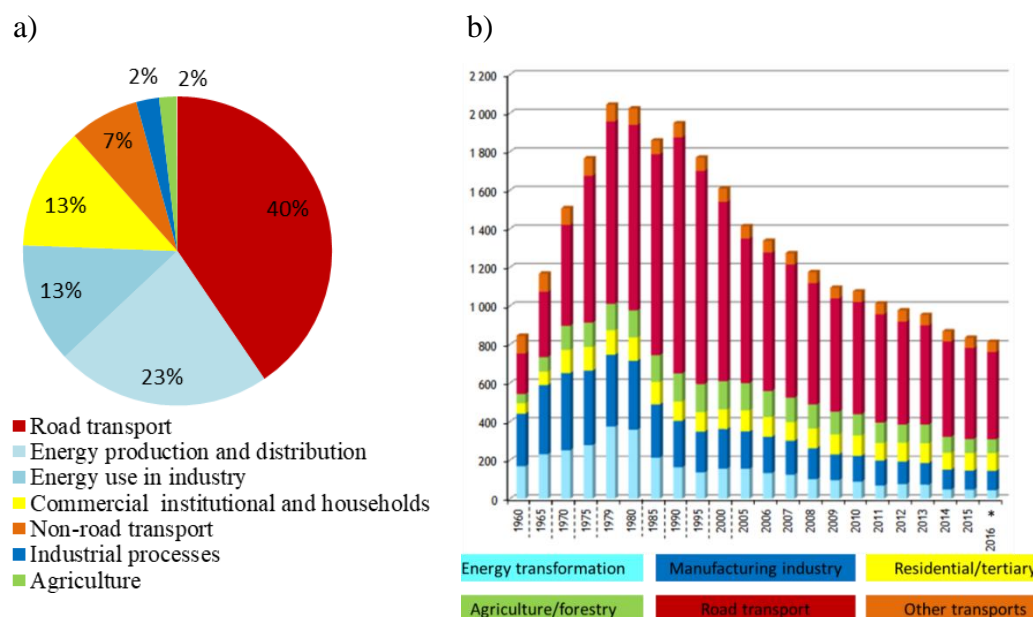 a)
2%
2%
7%
40%
13%
13%
23%
Road transport
Energy production and distribution
Energy use in industry
Commercial institutional and households
Non-road transport
Industrial processes
Agriculture
b)
2 200
2 000
1 800
1 600
1 400
1 200
1 000
800
600
400
200
0
1960
1965
1970
1975
1979
1980
1985
1990
1995
2000
2005
2006
2007
2008
2009
2010
2011
2012
2013
2014
2015
2016 *
Energy transformation
Manufacturing industry
Residential/tertiary
Agriculture/forestry
Road transport
Other transports